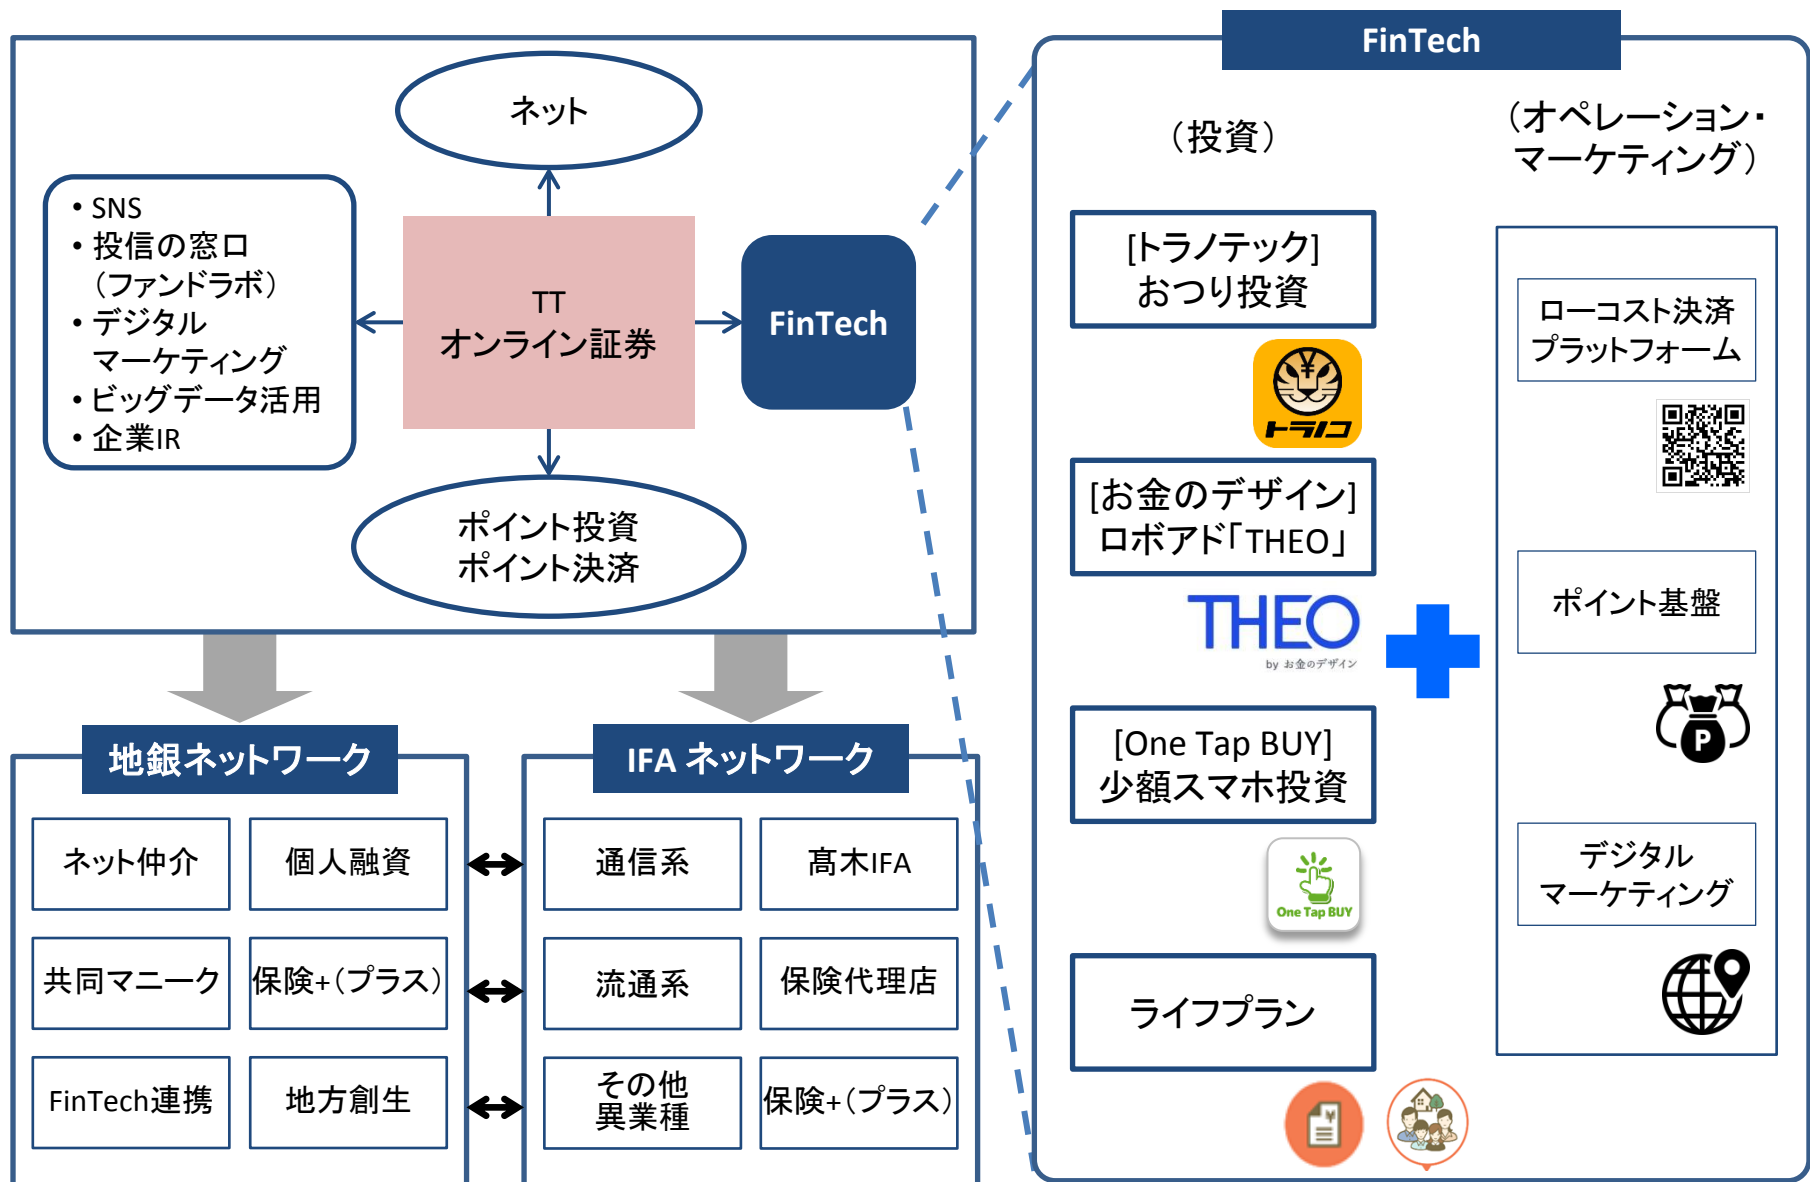 ネット
• SNS
• 投信の窓口
（ファンドラボ）
• デジタル
マーケティング
• ビッグデータ活用
• 企業IR
TT
オンライン証券
FinTech
ポイント投資
ポイント決済
地銀ネットワーク
ネット仲介
個人融資
共同マニーク
保険+（プラス）
FinTech連携
地方創生
IFA ネットワーク
通信系
髙木IFA
流通系
保険代理店
その他
異業種
保険+（プラス）
FinTech
（投資）
[トラノテック]
おつり投資
トラノコ
[お金のデザイン]
ロボアド「THEO」
THEO
by お金のデザイン
[One Tap BUY]
少額スマホ投資
One Tap BUY
ライフプラン
（オペレーション・
マーケティング）
ローコスト決済
プラットフォーム
ポイント基盤
P
デジタル
マーケティング